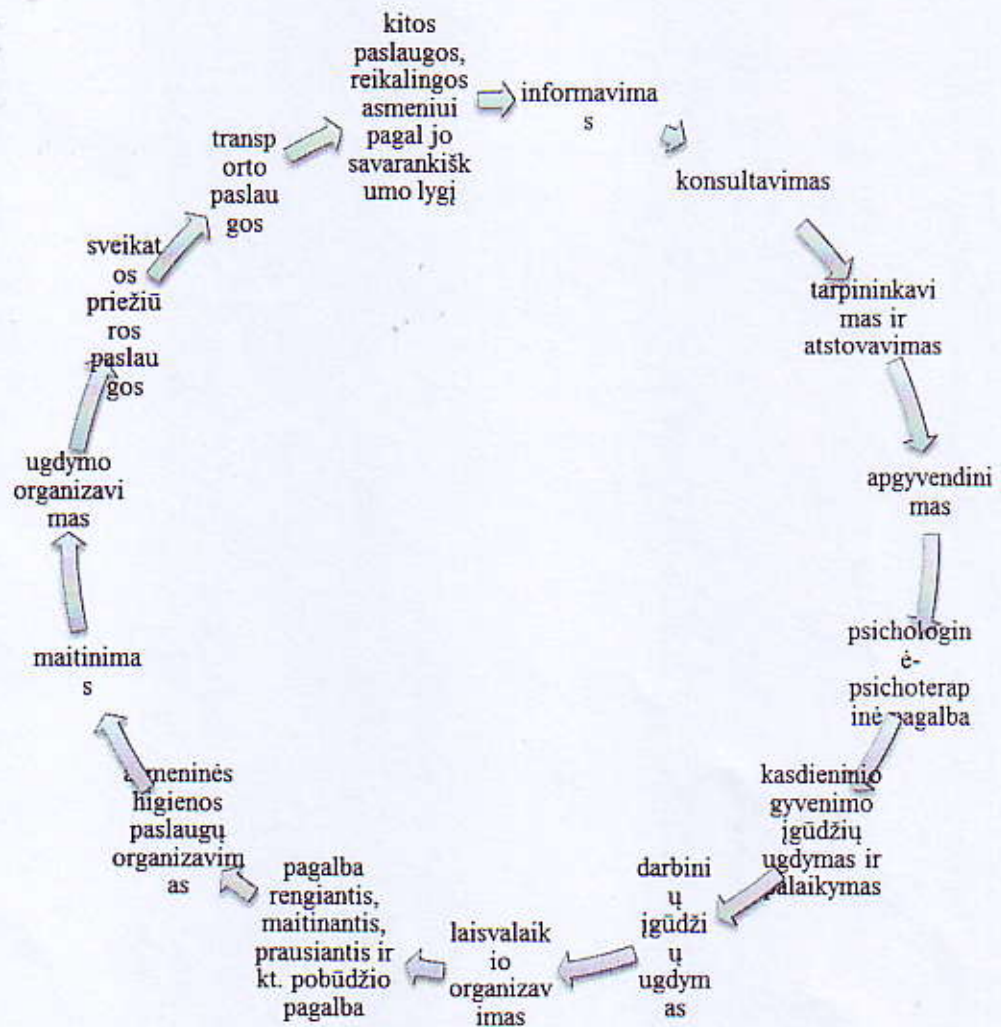 kitos
paslaugos,
reikalingos
asmeniui
pagal jo
savarankišk
umo lygį
informavima
s
konsultavimas
tarpininkavi
mas ir
atstovavimas
apgyvendini
mas
psichologin
ė-
psichoterap
inė pagalba
kasdieninio
gyvenimo
įgūdžių
ugdymas ir
palaikymas
darbini
ų
įgūdži
ų
ugdym
as
laisvalaik
io
organizav
imas
pagalba
rengiantis,
maitinantis,
prausiantis ir
kt. pobūdžio
pagalba
asmeninės
higienos
paslaugų
organizavim
as
maitinima
s
ugdymo
organizavi
mas
sveikat
os
priežiū
ros
paslau
gos
transp
orto
paslau
gos